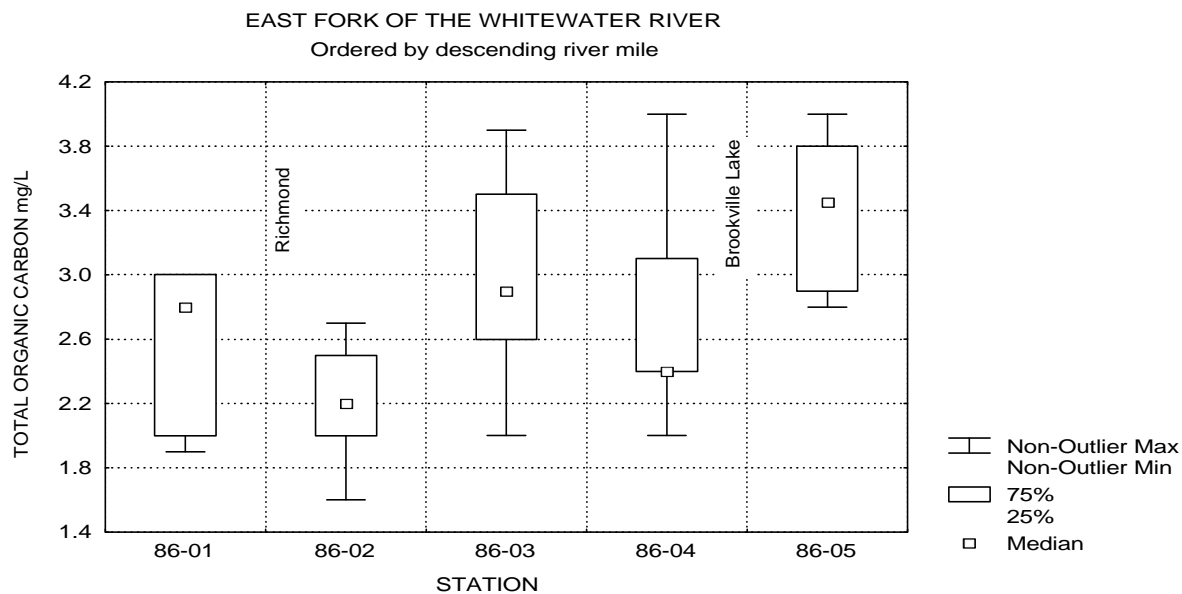 EAST FORK OF THE WHITEWATER RIVER
Ordered by descending river mile
TOTAL ORGANIC CARBON mg/L
4.2
3.8
3.4
3.0
2.6
2.2
1.8
1.4
Richmond
Brookville Lake
86-01
86-02
86-03
86-04
86-05
STATION
Non-Outlier Max
Non-Outlier Min
75%
25%
Median